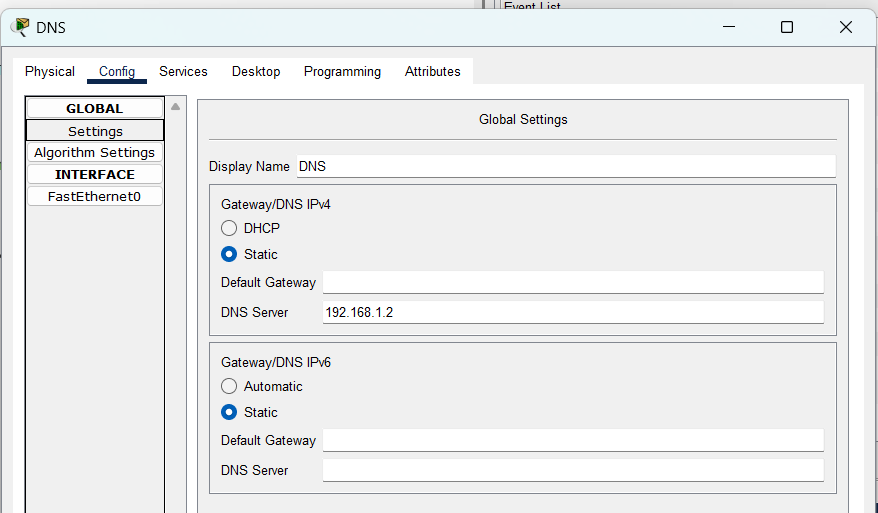 Event List
DNS
Physical Config Services Desktop Programming Attributes
GLOBAL
Settings
Algorithm Settings
INTERFACE
FastEthernet0
Global Settings
Display Name DNS
Gateway/DNS IPv4
DHCP
Static
Default Gateway
DNS Server 192.168.1.2
Gateway/DNS IPv6
Automatic
Static
Default Gateway
DNS Server